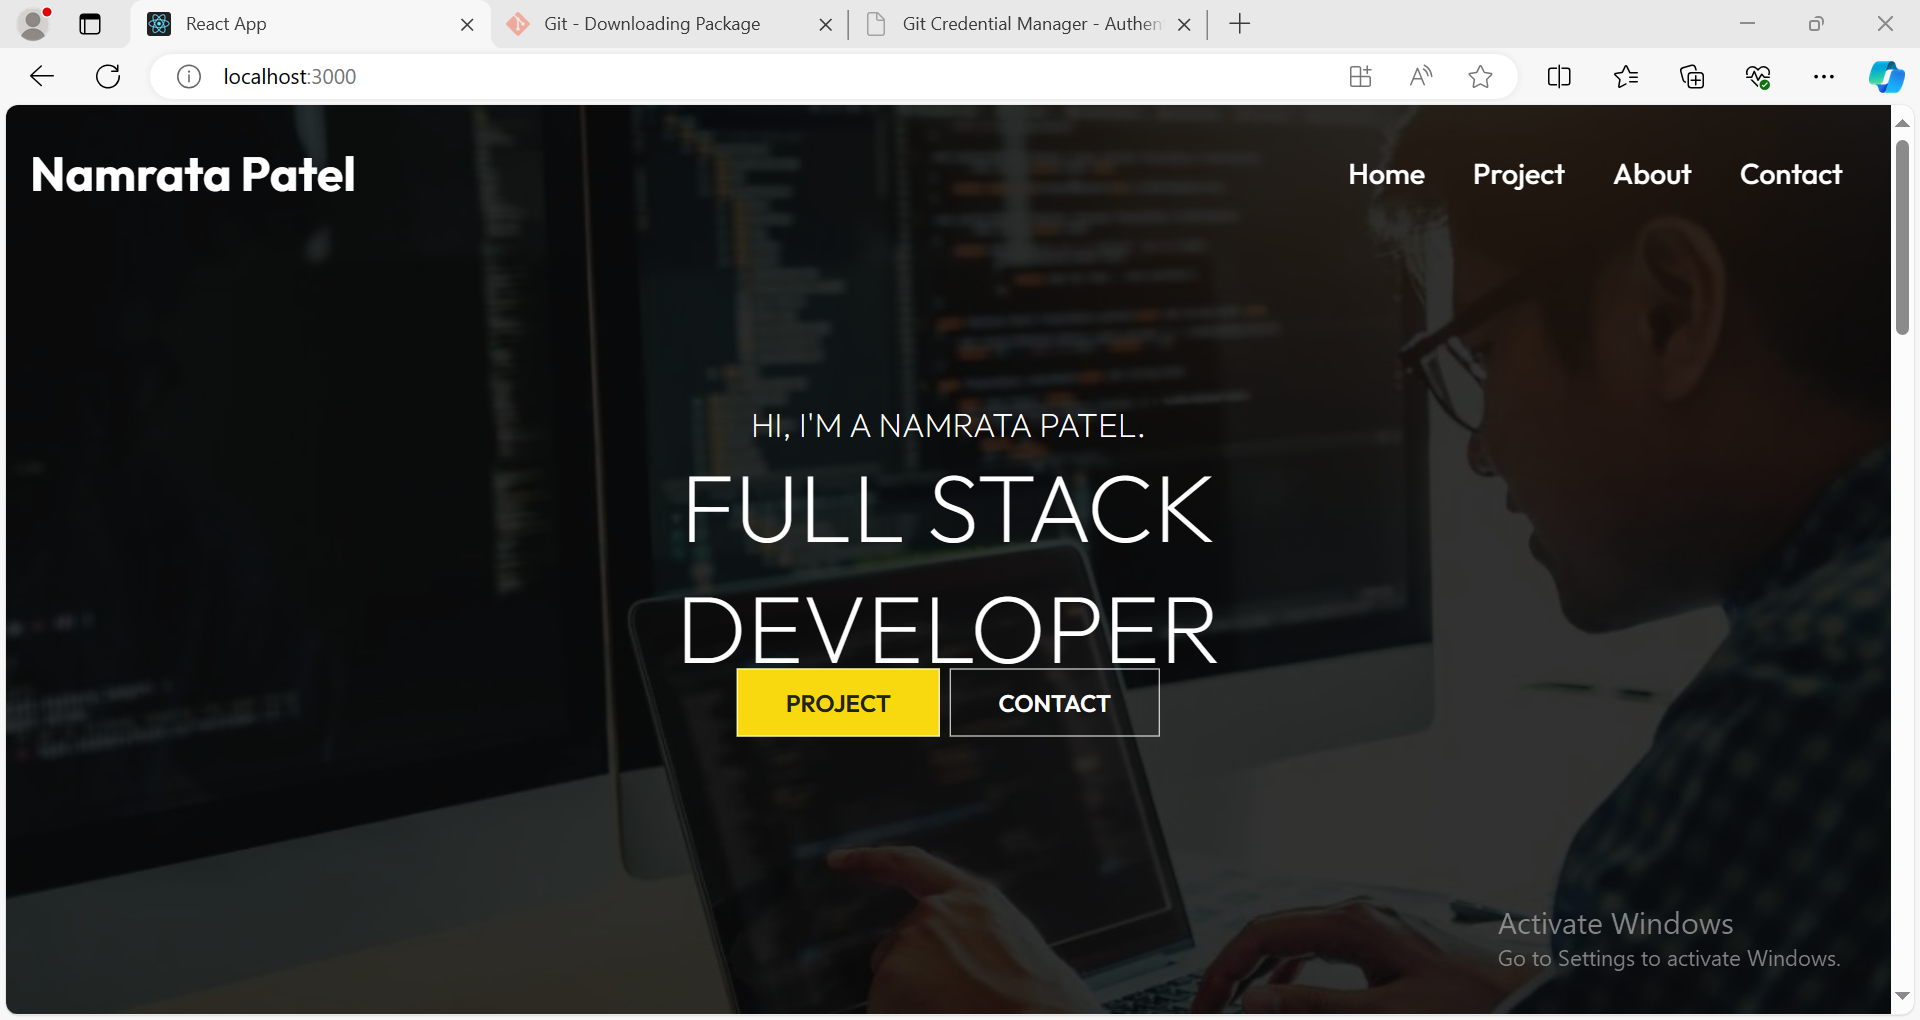 React App
Git - Downloading Package
Git Credential Manager - Authen
localhost:3000
Namrata Patel
Home Project About Contact
HI, I'M A NAMRATA PATEL.
FULL STACK
DEVELOPER
PROJECT CONTACT
Activate Windows
Go to Settings to activate Windows.